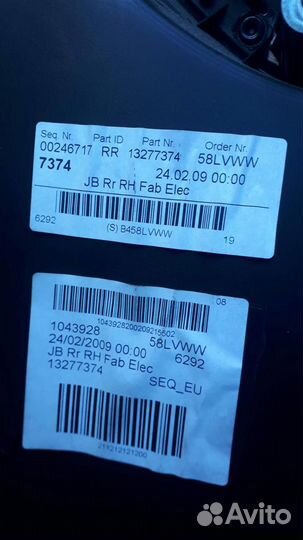 Seq. Nr. Part ID Part Nr. Order Nr.
00246717 RR 13277374 58LVWW
7374 24.02.09 00:00
JB Rr RH Fab Elec
6292 (S) B458LVWW 19
08
1043928200209215502
1043928 58LVWW
24/02/2009 00:00 6292
JB Rr RH Fab Elec
13277374 SEQ_EU
211212121200
Avito